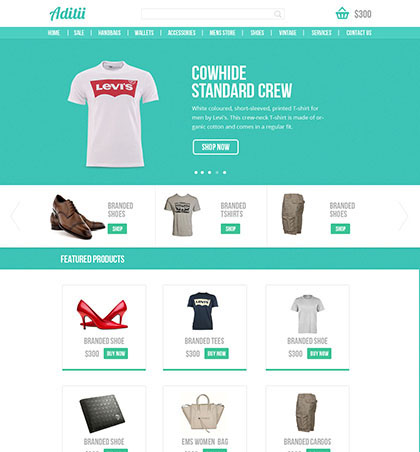 Aditii
$300
HOME SALE HANDBAGS WALLETS ACCESSORIES MENS STORE SHOES VINTAGE SERVICES CONTACT US
LEVI'S
COWHIDE
STANDARD CREW
White coloured, short-sleeved, printed T-shirt for
men by Levi's. This crew-neck T-shirt is made of or-
ganic cotton and comes in a regular fit.
SHOP NOW
BRANDED
SHOES
SHOP
BRANDED
TSHIRTS
SHOP
BRANDED
SHOES
SHOP
FEATURED PRODUCTS
LEVI'S
BRANDED SHOE
$300 BUY NOW
BRANDED TEES
$300 BUY NOW
BRANDED SHOE
$300 BUY NOW
BRANDED SHOE
EMS WOMEN BAG
BRANDED CARGOS